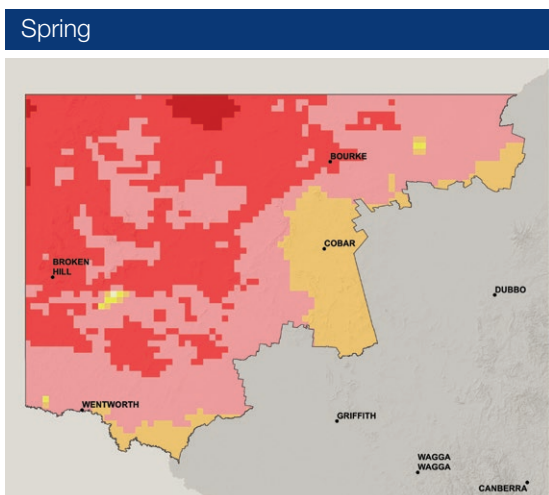 Spring
BOURKE
COBAR
BROKEN
HILL
DUBBO
WENTWORTH
GRIFFITH
WAGGA
WAGGA
CANBERRA